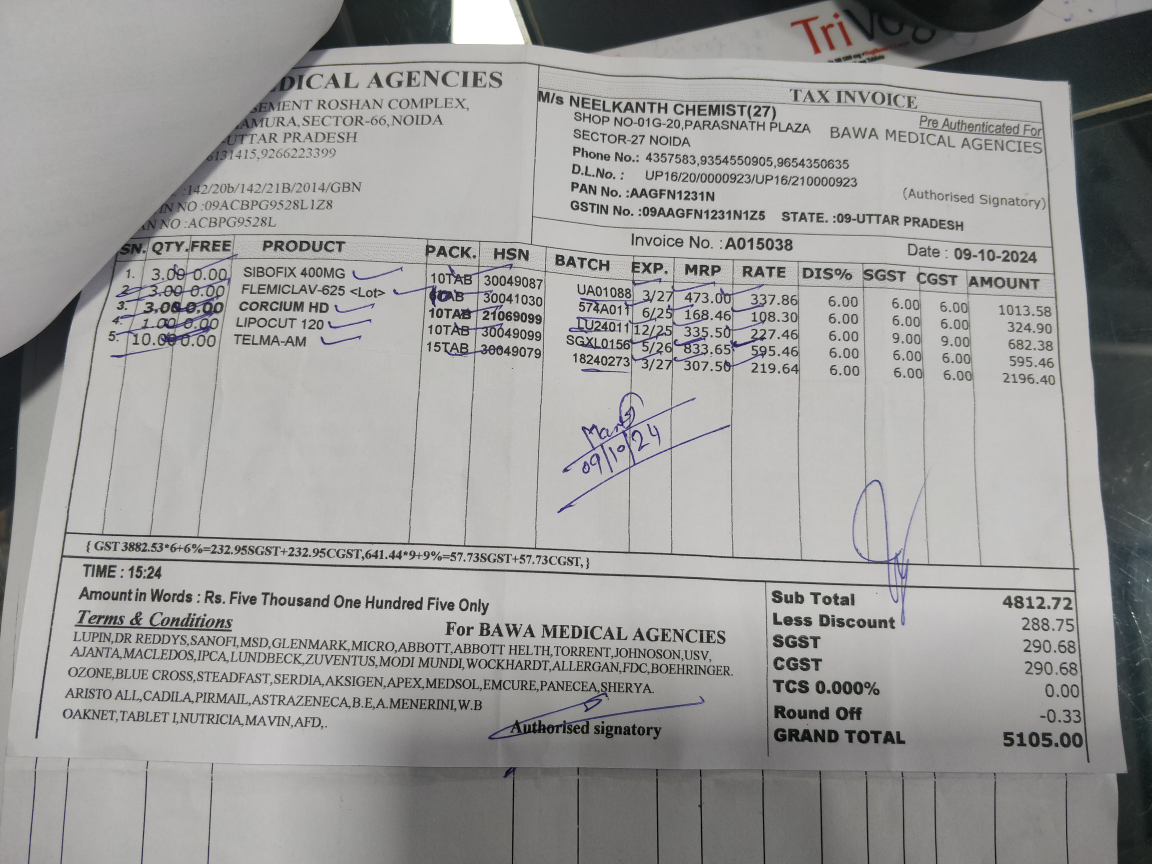 TriVog
DICAL AGENCIES
SEMENT ROSHAN COMPLEX,
AMURA,SECTOR-66,NOIDA
-UTTAR PRADESH
6131415,9266223399
:142/20b/142/21B/2014/GBN
IN NO :09ACBPG9528L1Z8
N NO :ACBPG9528L
TAX INVOICE
M/s NEELKANTH CHEMIST(27)
SHOP NO-01G-20,PARASNATH PLAZA
SECTOR-27 NOIDA
Phone No.: 4357583,9354550905,9654350635
D.L.No. : UP16/20/0000923/UP16/210000923
PAN No. :AAGFN1231N
GSTIN No. :09AAGFN1231N1Z5 STATE. :09-UTTAR PRADESH
Pre Authenticated For
BAWA MEDICAL AGENCIES
(Authorised Signatory)
Invoice No. :A015038 Date : 09-10-2024
SN. QTY. FREE PRODUCT PACK. HSN BATCH EXP. MRP RATE DIS% SGST CGST AMOUNT
1. 3.00 0.00 SIBOFIX 400MG 10TAB 30049087 UA01088 3/27 473.00 337.86 6.00 6.00 6.00 1013.58
2. 3.00 0.00 FLEMICLAV-625 <Lot> TAB 30041030 574A011 6/25 168.46 108.30 6.00 6.00 6.00 324.90
3. 3.00 0.00 CORCIUM HD 10TAB 21069099 LU24011 12/25 335.50 227.46 6.00 9.00 9.00 682.38
4. 1.00 0.00 LIPOCUT 120 10TAB 30049099 SGXL0156 5/26 833.65 595.46 6.00 6.00 6.00 595.46
5. 10.00 0.00 TELMA-AM 15TAB 30049079 18240273 3/27 307.50 219.64 6.00 6.00 6.00 2196.40
09/10/24
{ GST 3882.53*6+6%=232.95SGST+232.95CGST,641.44*9+9%=57.73SGST+57.73CGST, }
TIME : 15:24
Amount in Words : Rs. Five Thousand One Hundred Five Only
Terms & Conditions
For BAWA MEDICAL AGENCIES
LUPIN,DR REDDYS,SANOFI,MSD,GLENMARK,MICRO,ABBOTT,ABBOTT HELTH,TORRENT,JOHNOSON,USV,
AJANTA,MACLEDOS,IPCA,LUNDBECK,ZUVENTUS,MODI MUNDI,WOCKHARDT,ALLERGAN,FDC,BOEHRINGER.
OZONE,BLUE CROSS,STEADFAST,SERDIA,AKSIGEN,APEX,MEDSOL,EMCURE,PANECEA,SHERYA.
ARISTO ALL,CADILA,PIRMAIL,ASTRAZENECA,B.E,A.MENERINI,W.B
OAKNET,TABLET I,NUTRICIA,MAVIN,AFD,.
Authorised signatory
Sub Total 4812.72
Less Discount 288.75
SGST 290.68
CGST 290.68
TCS 0.000% 0.00
Round Off -0.33
GRAND TOTAL 5105.00